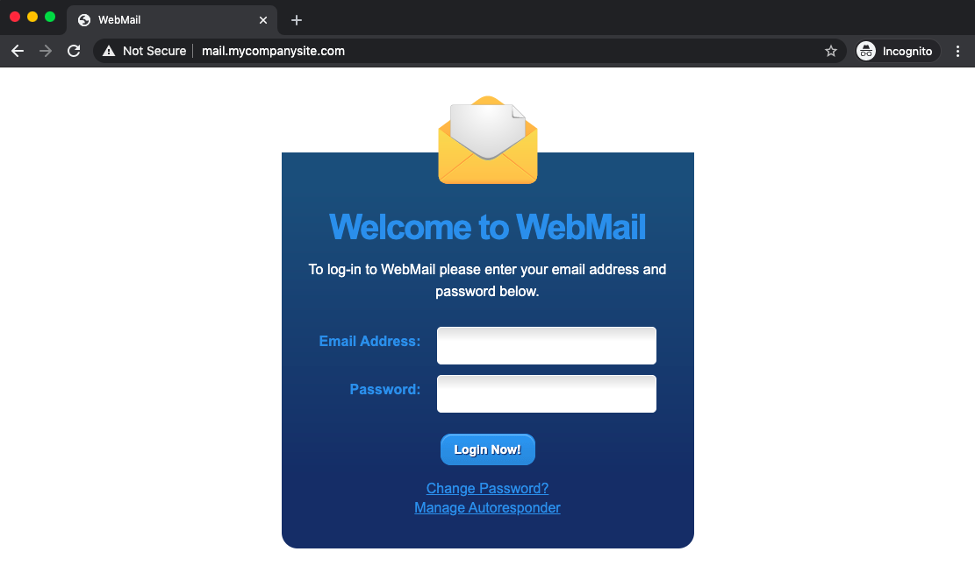 WebMail
Not Secure
mail.mycompanysite.com
Incognito
Welcome to WebMail
To log-in to WebMail please enter your email address and
password below.
Email Address:
Password:
Login Now!
Change Password?
Manage Autoresponder